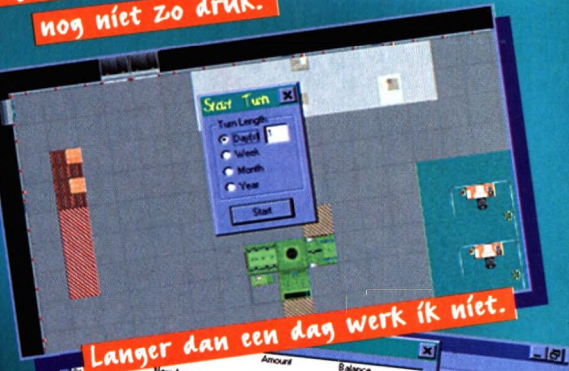 nog niet zo druk.
Start Turn
Turn Length:
Day(s) 1
Week
Month
Year
Start
Langer dan een dag werk ik niet.
Amount
Balance